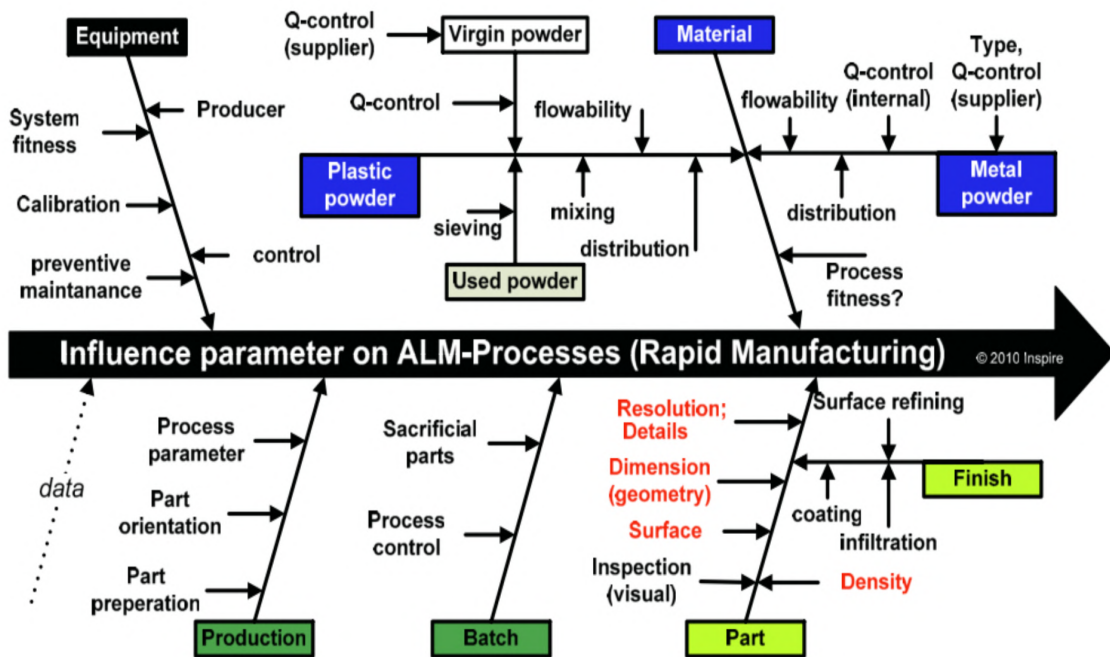 Equipment
Q-control
(supplier)
Virgin powder
Material
Type,
Q-control
(supplier)
Q-control
(internal)
flowability
Producer
System
fitness
Q-control
flowability
Plastic
powder
Metal
powder
Calibration
sieving
mixing
distribution
distribution
control
preventive
maintanance
Used powder
Process
fitness?
Influence parameter on ALM-Processes (Rapid Manufacturing)
© 2010 Inspire
data
Process
parameter
Part
orientation
Part
preperation
Production
Sacrificial
parts
Process
control
Batch
Resolution;
Details
Dimension
(geometry)
Surface
Inspection
(visual)
Density
Part
Surface refining
Finish
coating
infiltration